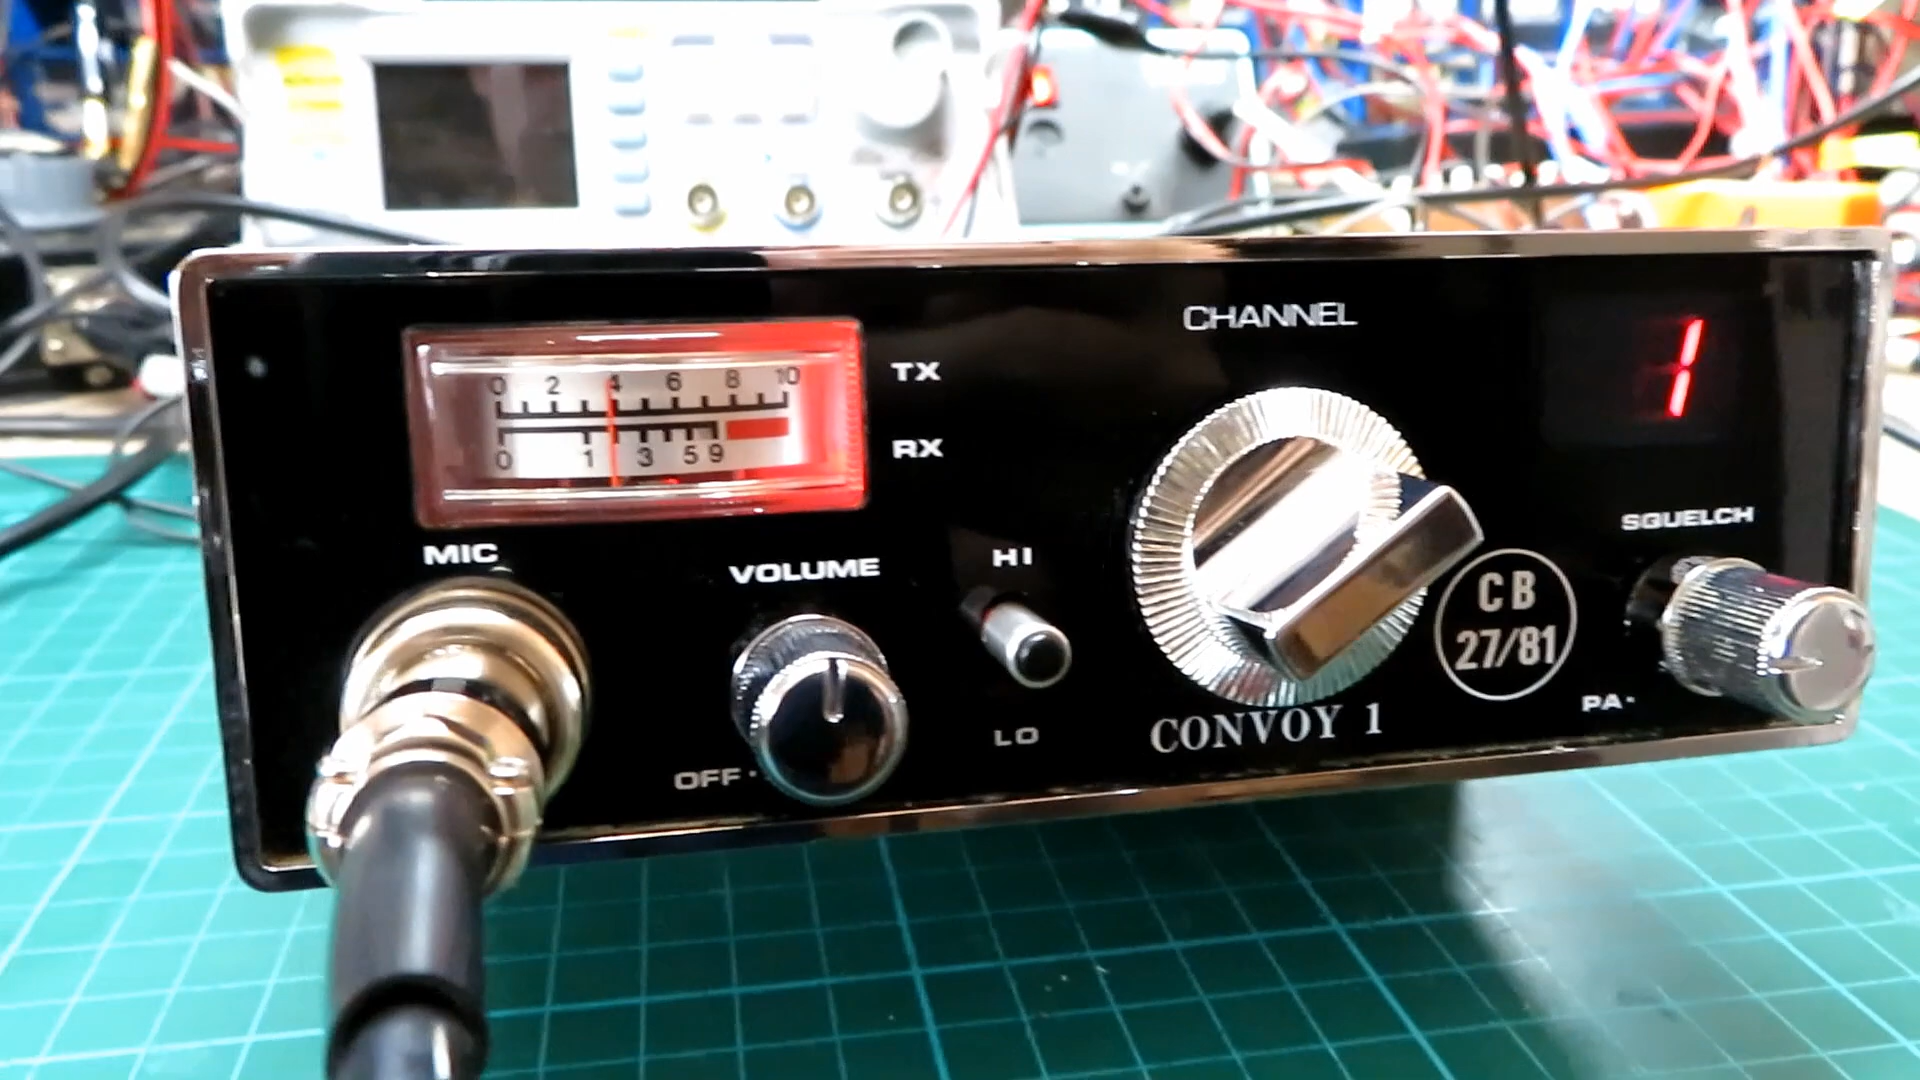 CHANNEL
1
0 2 4 6 8 10
TX
0 1 3 5 9
RX
SQUELCH
MIC
VOLUME
HI
CB
27/81
PA
LO
CONVOY 1
OFF